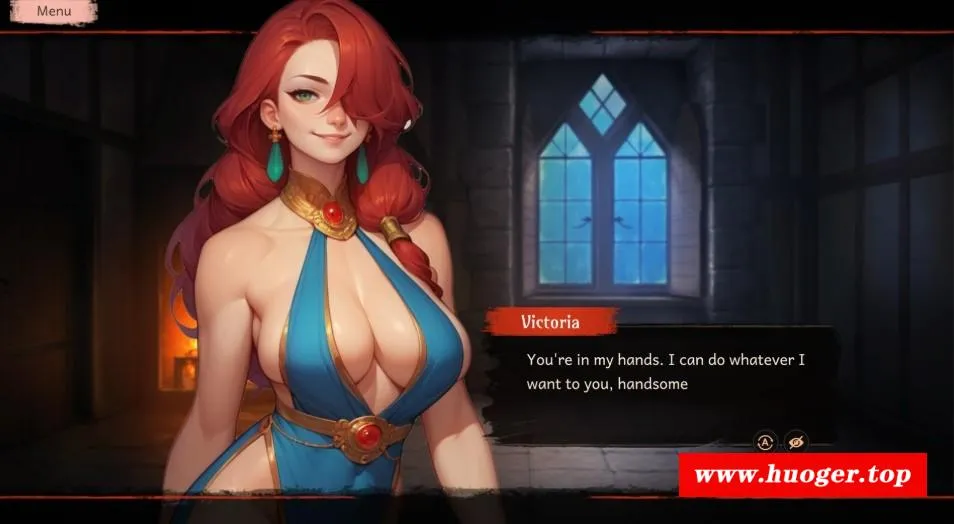 Menu
Victoria
You're in my hands. I can do whatever I
want to you, handsome
A
www.huoger.top